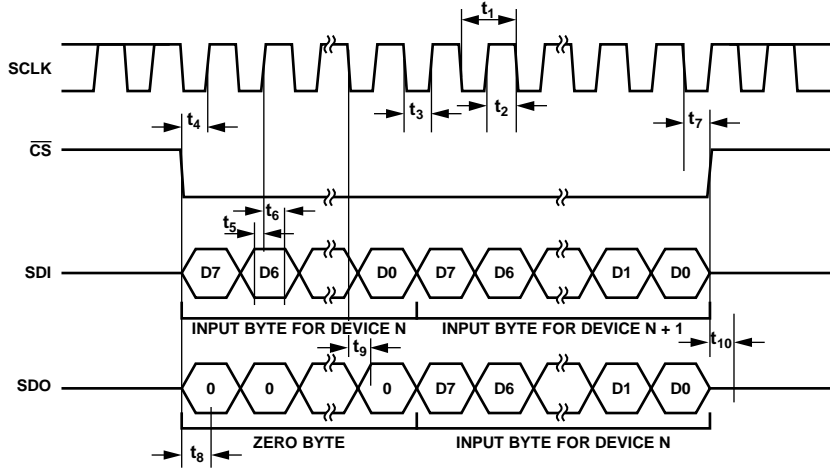 t1
SCLK
t4
t3
t2
t7
CS
t5
t6
SDI
D7
D6
D0
D7
D6
D1
D0
INPUT BYTE FOR DEVICE N
INPUT BYTE FOR DEVICE N + 1
t9
t10
SDO
0
0
0
D7
D6
D1
D0
ZERO BYTE
INPUT BYTE FOR DEVICE N
t8